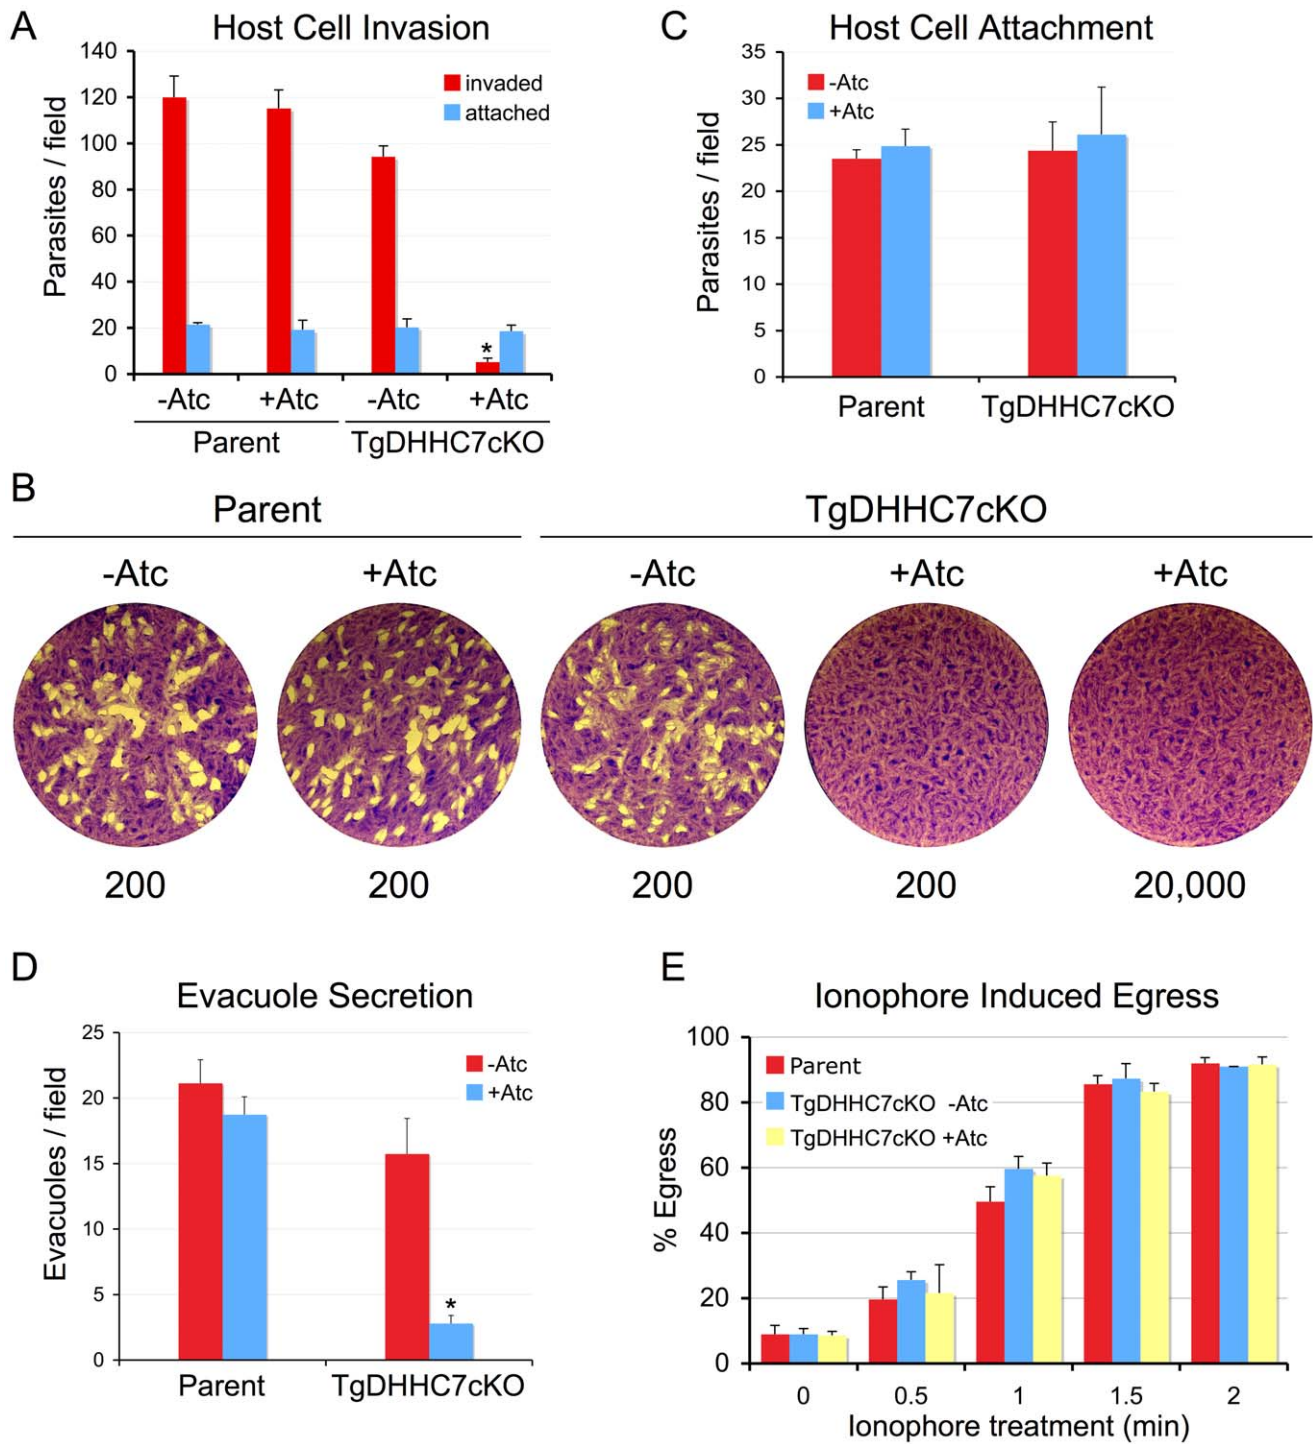 A
Host Cell Invasion
140
120
100
80
60
40
20
0
Parasites / field
invaded
attached
*
-Atc +Atc -Atc +Atc
Parent TgDHHC7cKO
C
Host Cell Attachment
35
30
25
20
15
10
5
0
Parasites / field
-Atc
+Atc
Parent TgDHHC7cKO
B
Parent TgDHHC7cKO
-Atc +Atc -Atc +Atc +Atc
200 200 200 200 20,000
D
Evacuole Secretion
25
20
15
10
5
0
Evacuoles / field
-Atc
+Atc
*
Parent TgDHHC7cKO
E
Ionophore Induced Egress
100
80
60
40
20
0
% Egress
Parent
TgDHHC7cKO -Atc
TgDHHC7cKO +Atc
0 0.5 1 1.5 2
Ionophore treatment (min)